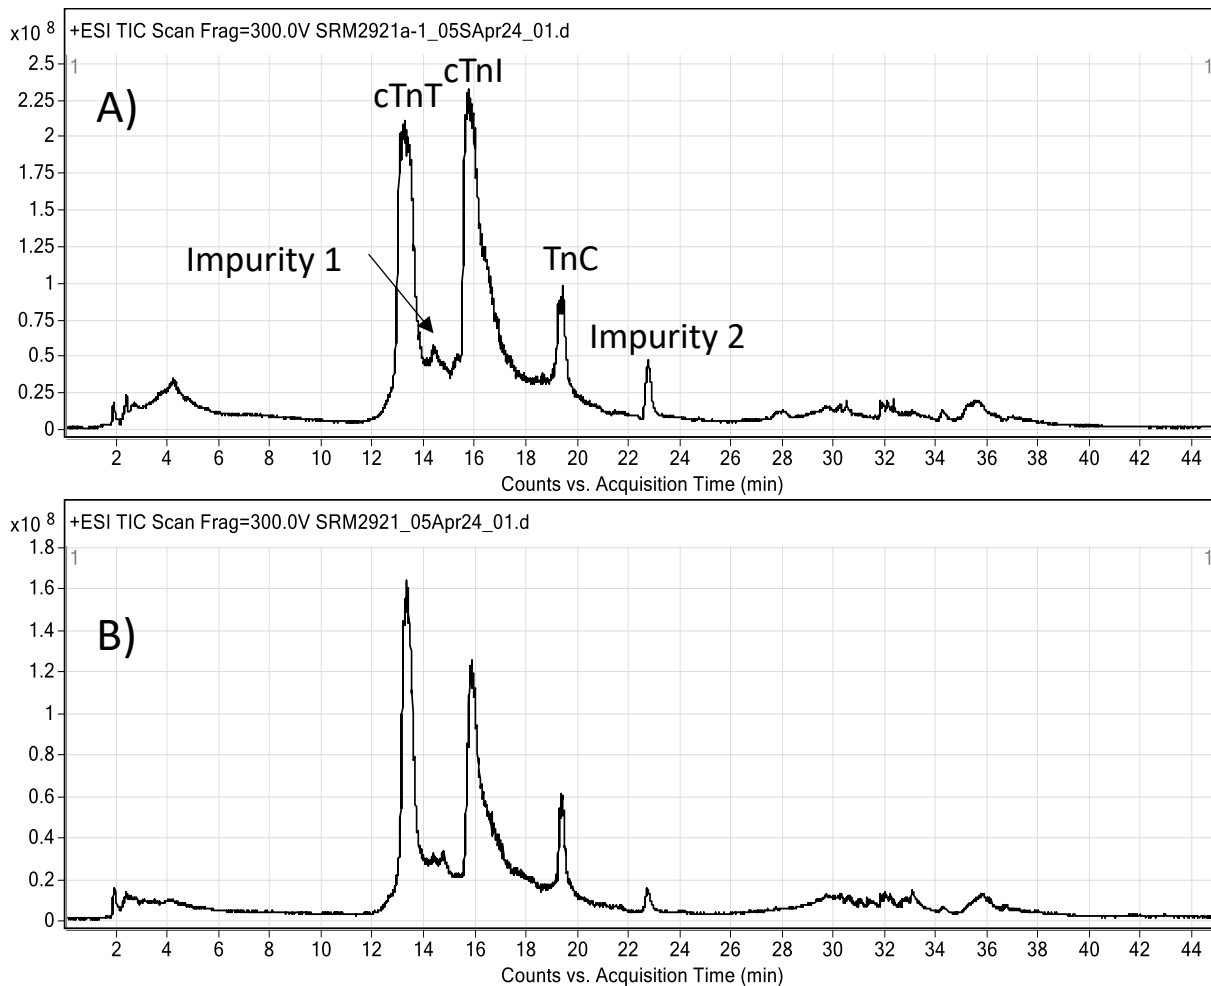 x10 8
+ESI TIC Scan Frag=300.0V SRM2921a-1_05SApr24_01.d
1 1
A)
cTnT
cTnI
Impurity 1
TnC
Impurity 2
2.5
2.25
2
1.75
1.5
1.25
1
0.75
0.5
0.25
0
2 4 6 8 10 12 14 16 18 20 22 24 26 28 30 32 34 36 38 40 42 44
Counts vs. Acquisition Time (min)
x10 8
+ESI TIC Scan Frag=300.0V SRM2921_05Apr24_01.d
1 1
B)
1.8
1.6
1.4
1.2
1
0.8
0.6
0.4
0.2
0
2 4 6 8 10 12 14 16 18 20 22 24 26 28 30 32 34 36 38 40 42 44
Counts vs. Acquisition Time (min)